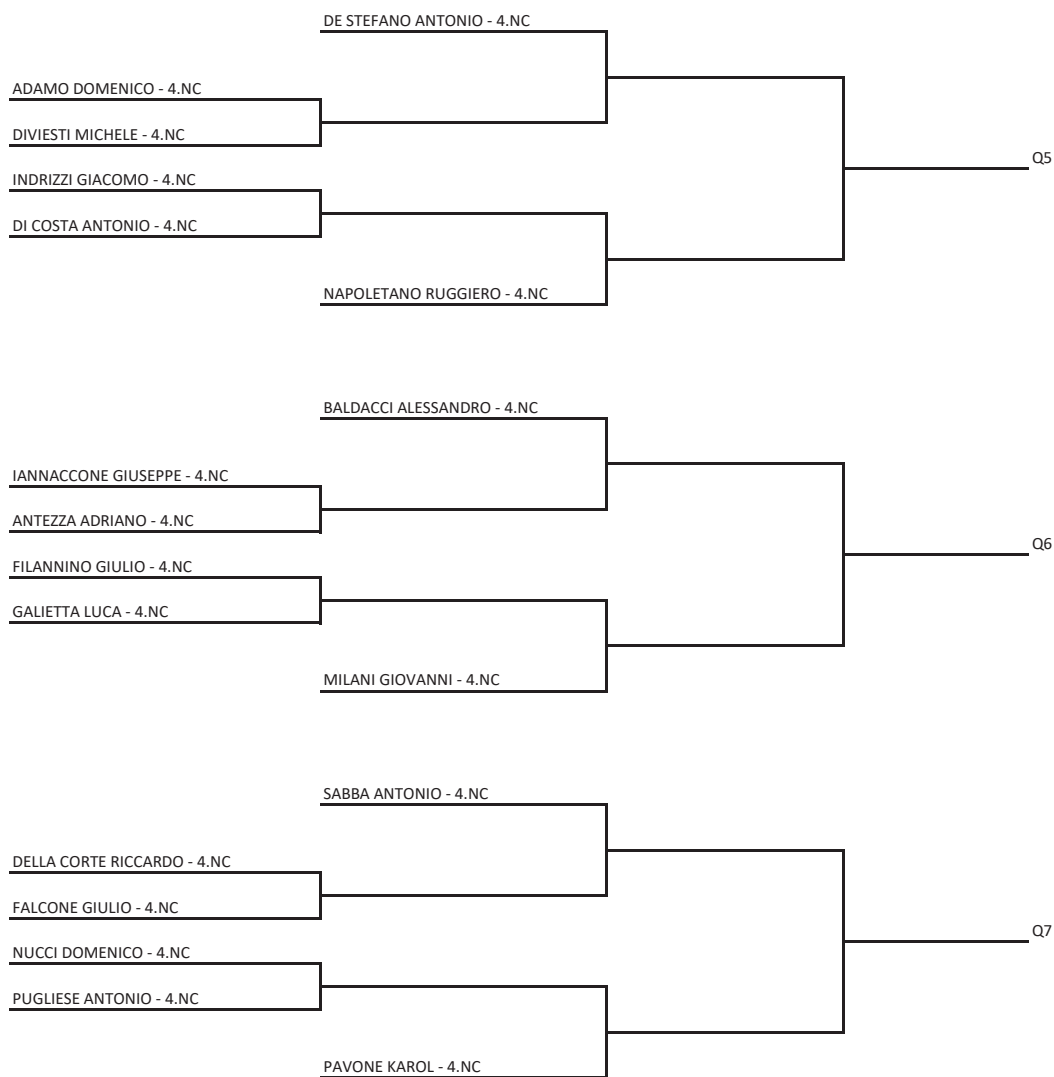 DE STEFANO ANTONIO - 4.NC
ADAMO DOMENICO - 4.NC
DIVIESTI MICHELE - 4.NC
Q5
INDRIZZI GIACOMO - 4.NC
DI COSTA ANTONIO - 4.NC
NAPOLETANO RUGGIERO - 4.NC
BALDACCI ALESSANDRO - 4.NC
IANNACCONE GIUSEPPE - 4.NC
ANTEZZA ADRIANO - 4.NC
Q6
FILANNINO GIULIO - 4.NC
GALIETTA LUCA - 4.NC
MILANI GIOVANNI - 4.NC
SABBA ANTONIO - 4.NC
DELLA CORTE RICCARDO - 4.NC
FALCONE GIULIO - 4.NC
Q7
NUCCI DOMENICO - 4.NC
PUGLIESE ANTONIO - 4.NC
PAVONE KAROL - 4.NC